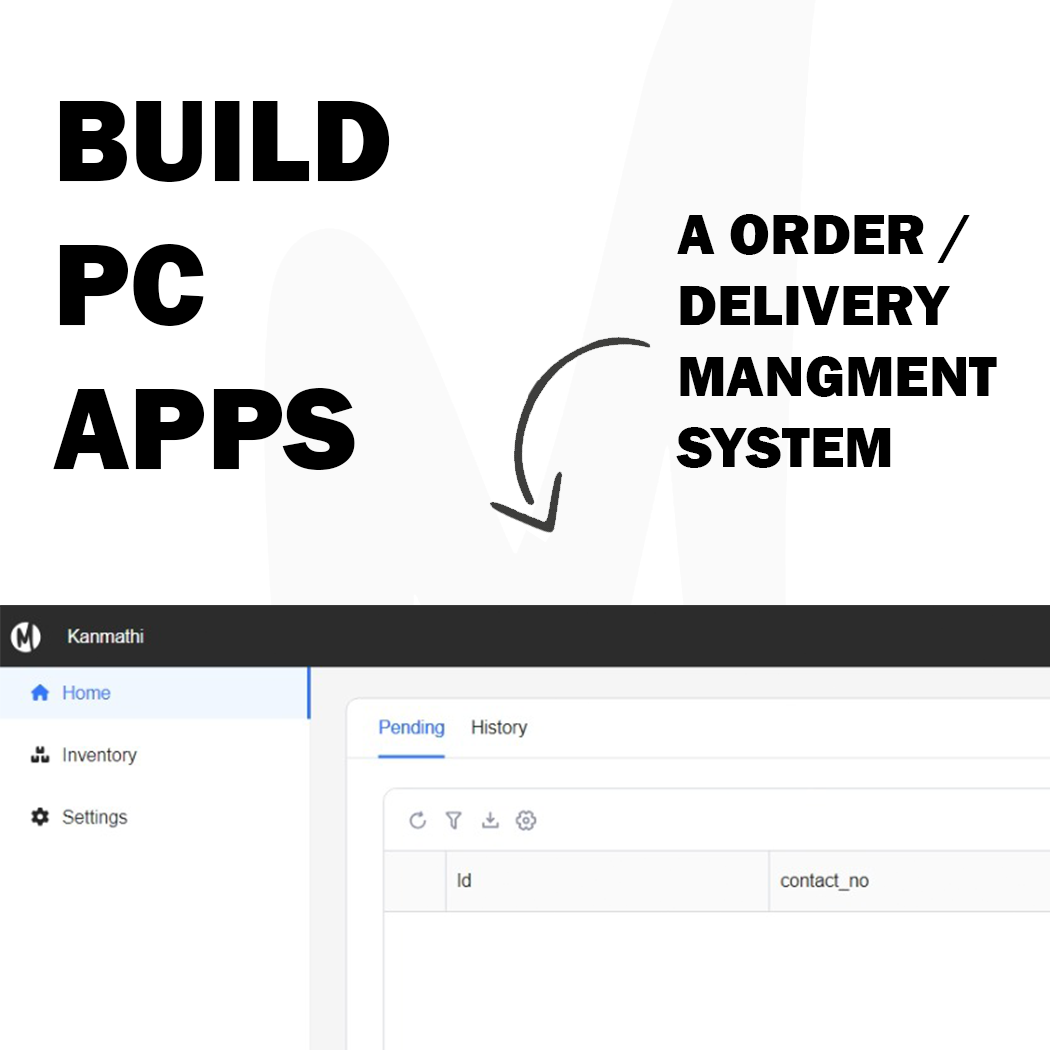 BUILD
PC
APPS
A ORDER /
DELIVERY
MANGMENT
SYSTEM
Kanmathi
Home
Inventory
Settings
Pending History
Id contact_no